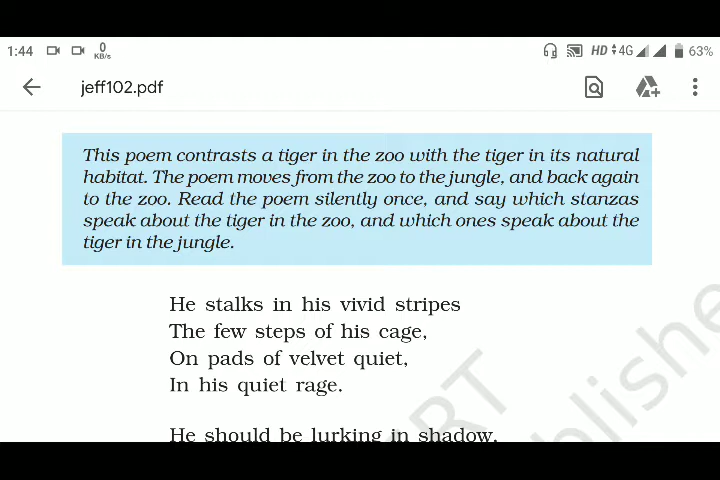 1:44 0 KB/s HD 4G 63%
jeff102.pdf
This poem contrasts a tiger in the zoo with the tiger in its natural
habitat. The poem moves from the zoo to the jungle, and back again
to the zoo. Read the poem silently once, and say which stanzas
speak about the tiger in the zoo, and which ones speak about the
tiger in the jungle.
He stalks in his vivid stripes
The few steps of his cage,
On pads of velvet quiet,
In his quiet rage.
He should be lurking in shadow,